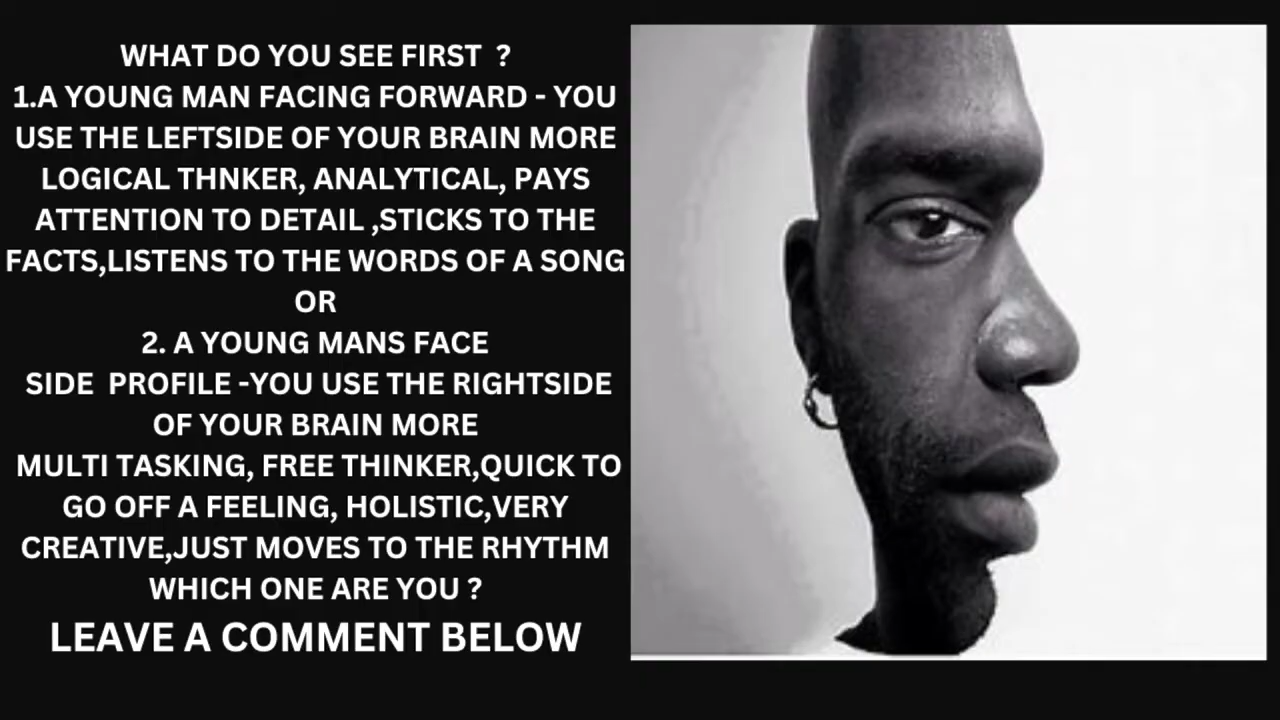 WHAT DO YOU SEE FIRST ?
1.A YOUNG MAN FACING FORWARD - YOU
USE THE LEFTSIDE OF YOUR BRAIN MORE
LOGICAL THNKER, ANALYTICAL, PAYS
ATTENTION TO DETAIL ,STICKS TO THE
FACTS,LISTENS TO THE WORDS OF A SONG
OR
2. A YOUNG MANS FACE
SIDE PROFILE -YOU USE THE RIGHTSIDE
OF YOUR BRAIN MORE
MULTI TASKING, FREE THINKER,QUICK TO
GO OFF A FEELING, HOLISTIC,VERY
CREATIVE,JUST MOVES TO THE RHYTHM
WHICH ONE ARE YOU ?
LEAVE A COMMENT BELOW